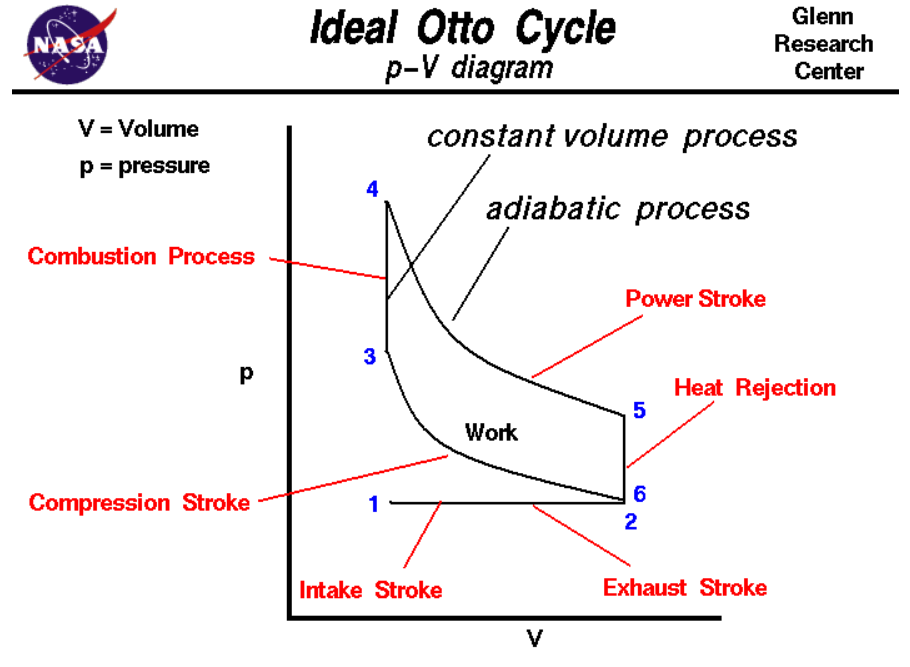 NASA
Ideal Otto Cycle
p-V diagram
Glenn
Research
Center
V = Volume
p = pressure
constant volume process
4
adiabatic process
Combustion Process
Power Stroke
3
p
Heat Rejection
5
Work
6
Compression Stroke
1
2
Intake Stroke
Exhaust Stroke
V